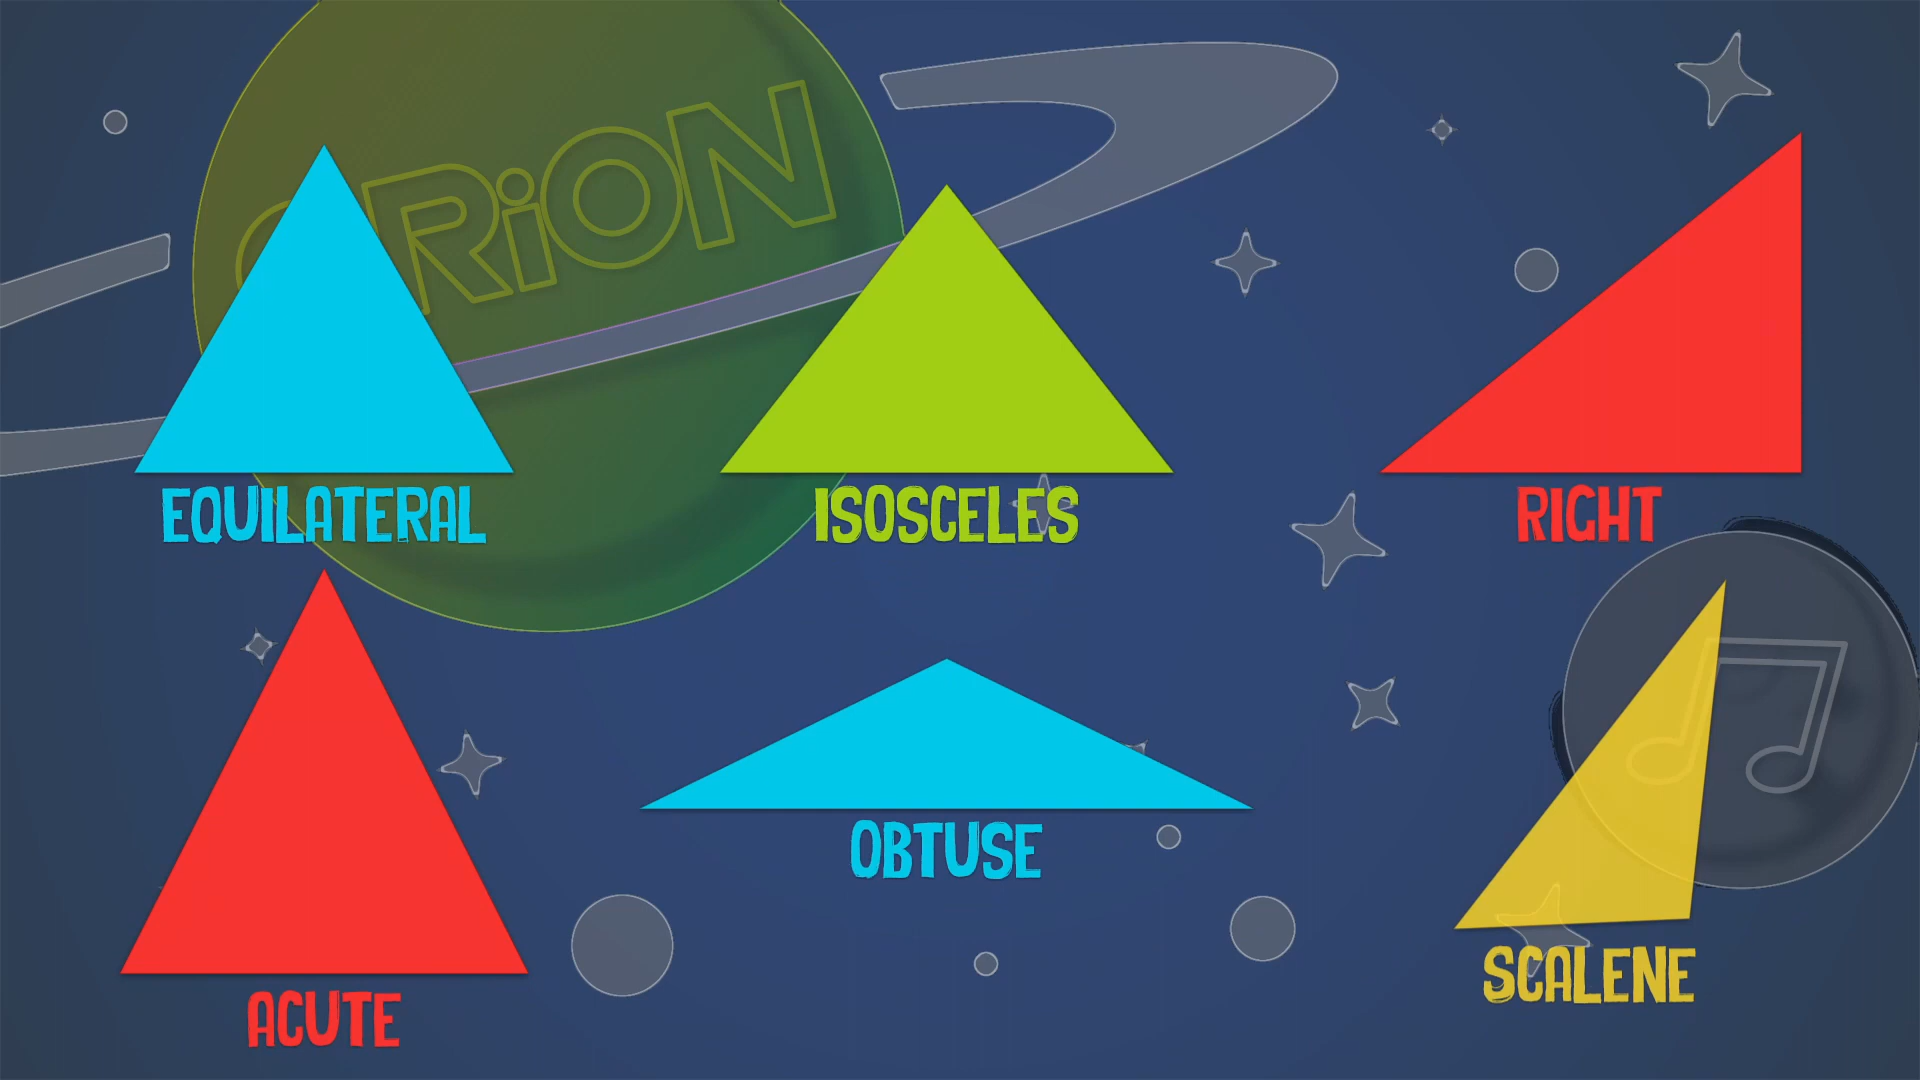 ORiON
EQUILATERAL
ISOSCELES
RIGHT
ACUTE
OBTUSE
SCALENE